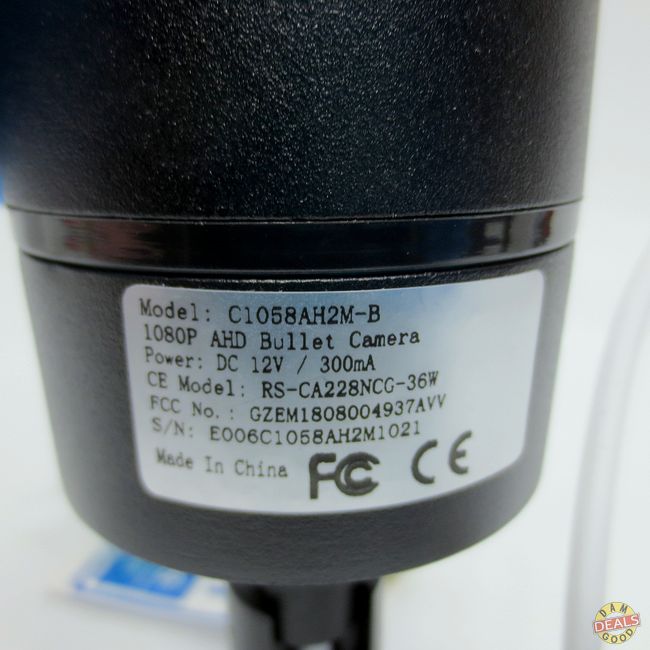 Model: C1058AH2M-B
1080P AHD Bullet Camera
Power: DC 12V / 300mA
CE Model: RS-CA228NCG-36W
FCC No.: GZEM1808004937AVV
S/N: E006C1058AH2M1021
Made In China FC CE
DAM
DEALS
GOOD